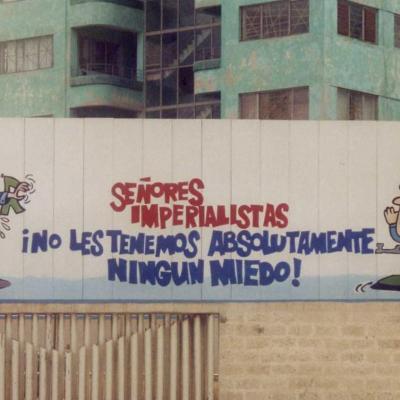 SEÑORES
IMPERIALISTAS
¡NO LES TENEMOS ABSOLUTAMENTE
NINGUN MIEDO!